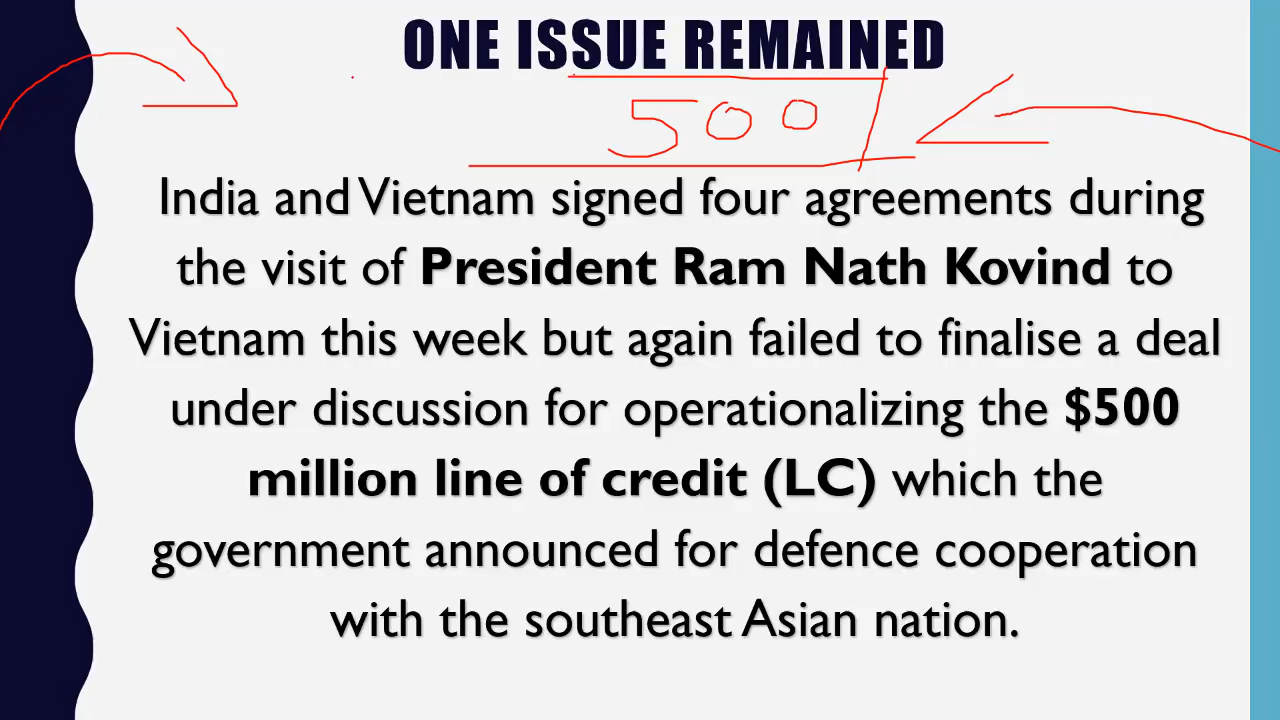 ONE ISSUE REMAINED
500
India and Vietnam signed four agreements during
the visit of President Ram Nath Kovind to
Vietnam this week but again failed to finalise a deal
under discussion for operationalizing the $500
million line of credit (LC) which the
government announced for defence cooperation
with the southeast Asian nation.